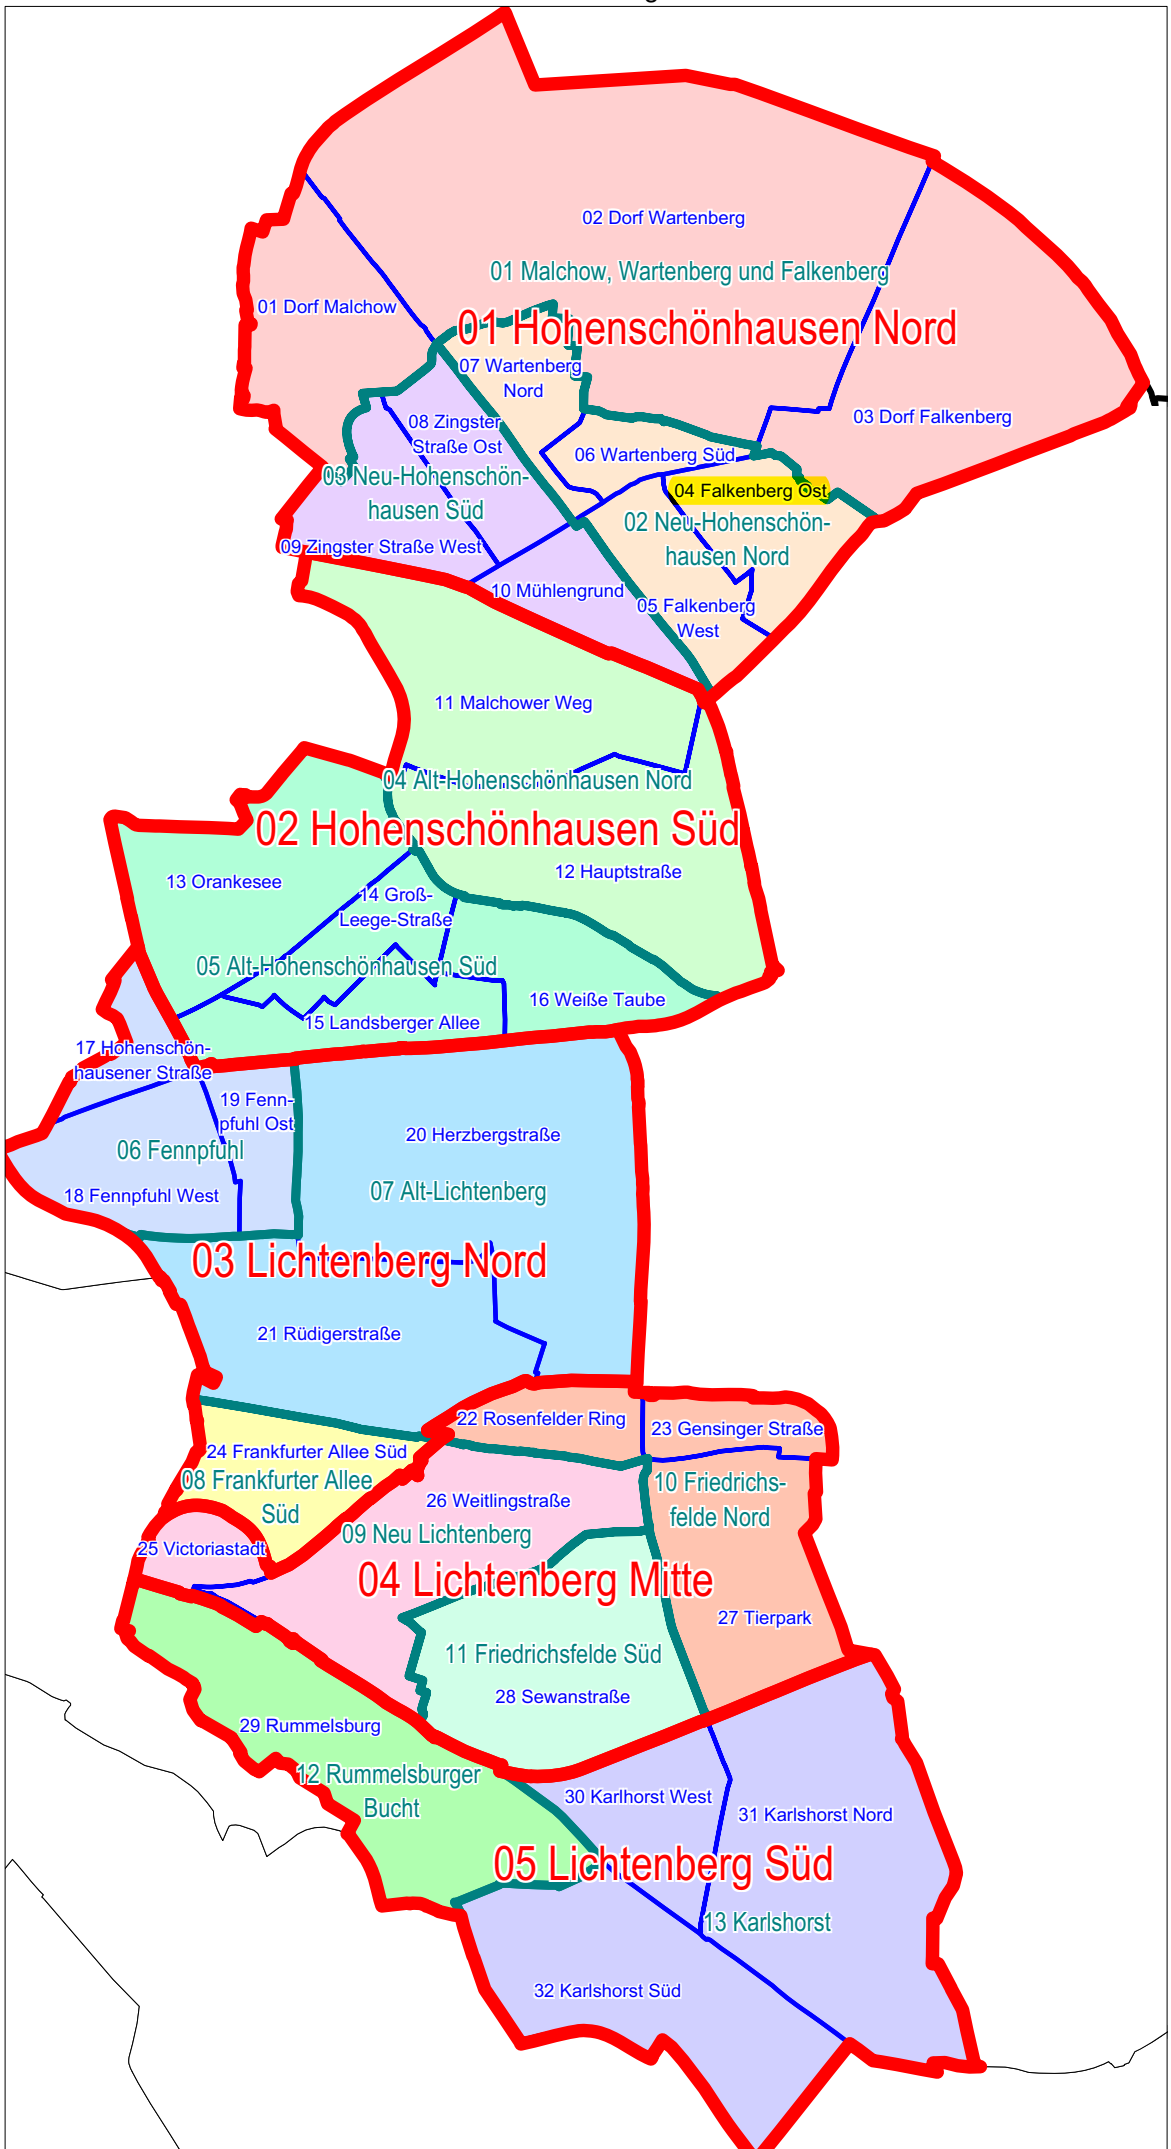 02 Dorf Wartenberg
01 Malchow, Wartenberg und Falkenberg
01 Dorf Malchow
01 Hohenschönhausen Nord
07 Wartenberg
Nord
03 Dorf Falkenberg
08 Zingster
Straße Ost
06 Wartenberg Süd
03 Neu-Hohenschön-
hausen Süd
04 Falkenberg Ost
02 Neu-Hohenschön-
hausen Nord
09 Zingster Straße West
10 Mühlengrund
05 Falkenberg
West
11 Malchower Weg
04 Alt-Hohenschönhausen Nord
02 Hohenschönhausen Süd
12 Hauptstraße
13 Orankesee
14 Groß-
Leege-Straße
05 Alt-Hohenschönhausen Süd
16 Weiße Taube
15 Landsberger Allee
17 Hohenschön-
hausener Straße
19 Fenn-
pfuhl Ost
20 Herzbergstraße
06 Fennpfuhl
18 Fennpfuhl West
07 Alt-Lichtenberg
03 Lichtenberg Nord
21 Rüdigerstraße
22 Rosenfelder Ring
23 Gensinger Straße
24 Frankfurter Allee Süd
08 Frankfurter Allee
Süd
10 Friedrichs-
felde Nord
26 Weitlingstraße
09 Neu Lichtenberg
25 Victoriastadt
04 Lichtenberg Mitte
27 Tierpark
11 Friedrichsfelde Süd
28 Sewanstraße
29 Rummelsburg
12 Rummelsburger
Bucht
30 Karlhorst West
31 Karlshorst Nord
05 Lichtenberg Süd
13 Karlshorst
32 Karlshorst Süd